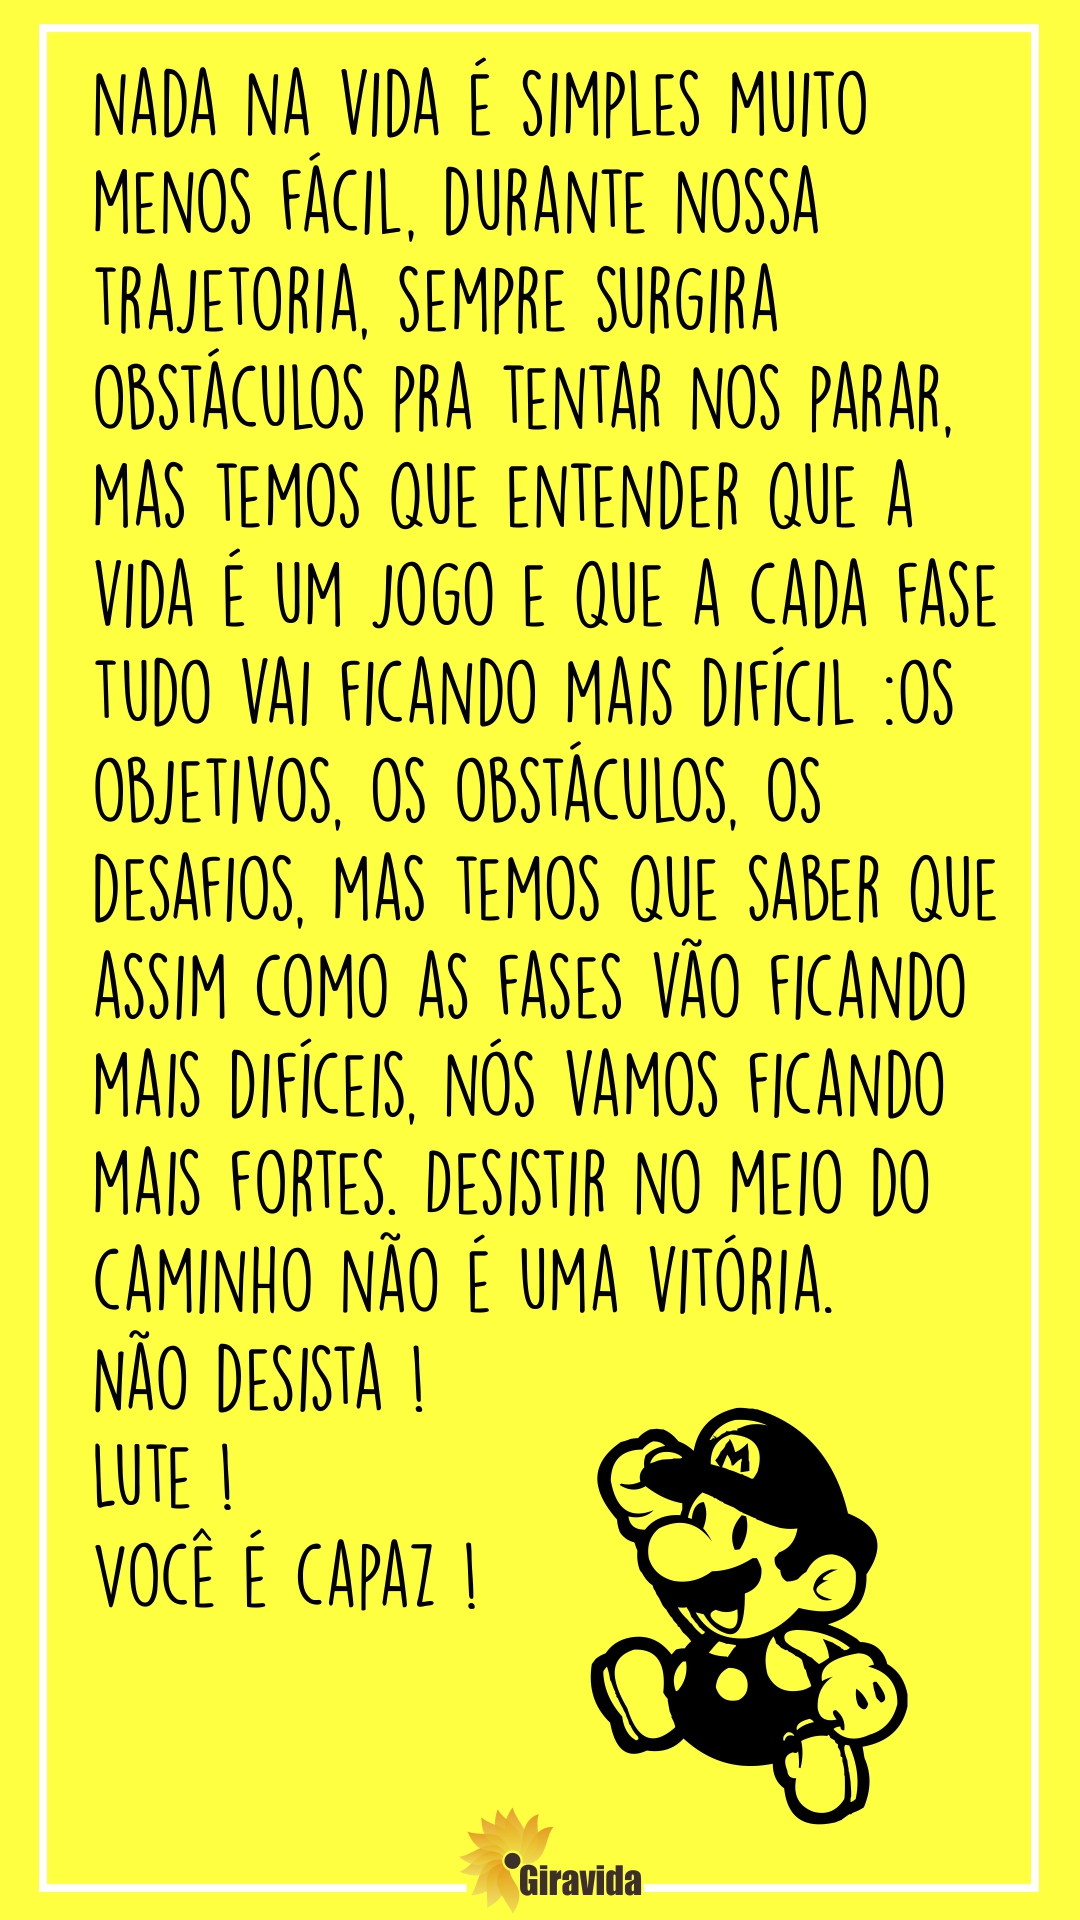 NADA NA VIDA É SIMPLES MUITO
MENOS FÁCIL, DURANTE NOSSA
TRAJETORIA, SEMPRE SURGIRA
OBSTÁCULOS PRA TENTAR NOS PARAR,
MAS TEMOS QUE ENTENDER QUE A
VIDA É UM JOGO E QUE A CADA FASE
TUDO VAI FICANDO MAIS DIFÍCIL :OS
OBJETIVOS, OS OBSTÁCULOS, OS
DESAFIOS, MAS TEMOS QUE SABER QUE
ASSIM COMO AS FASES VÃO FICANDO
MAIS DIFÍCEIS, NÓS VAMOS FICANDO
MAIS FORTES. DESISTIR NO MEIO DO
CAMINHO NÃO É UMA VITÓRIA.
NÃO DESISTA !
LUTE !
VOCÊ É CAPAZ !
M
Giravida